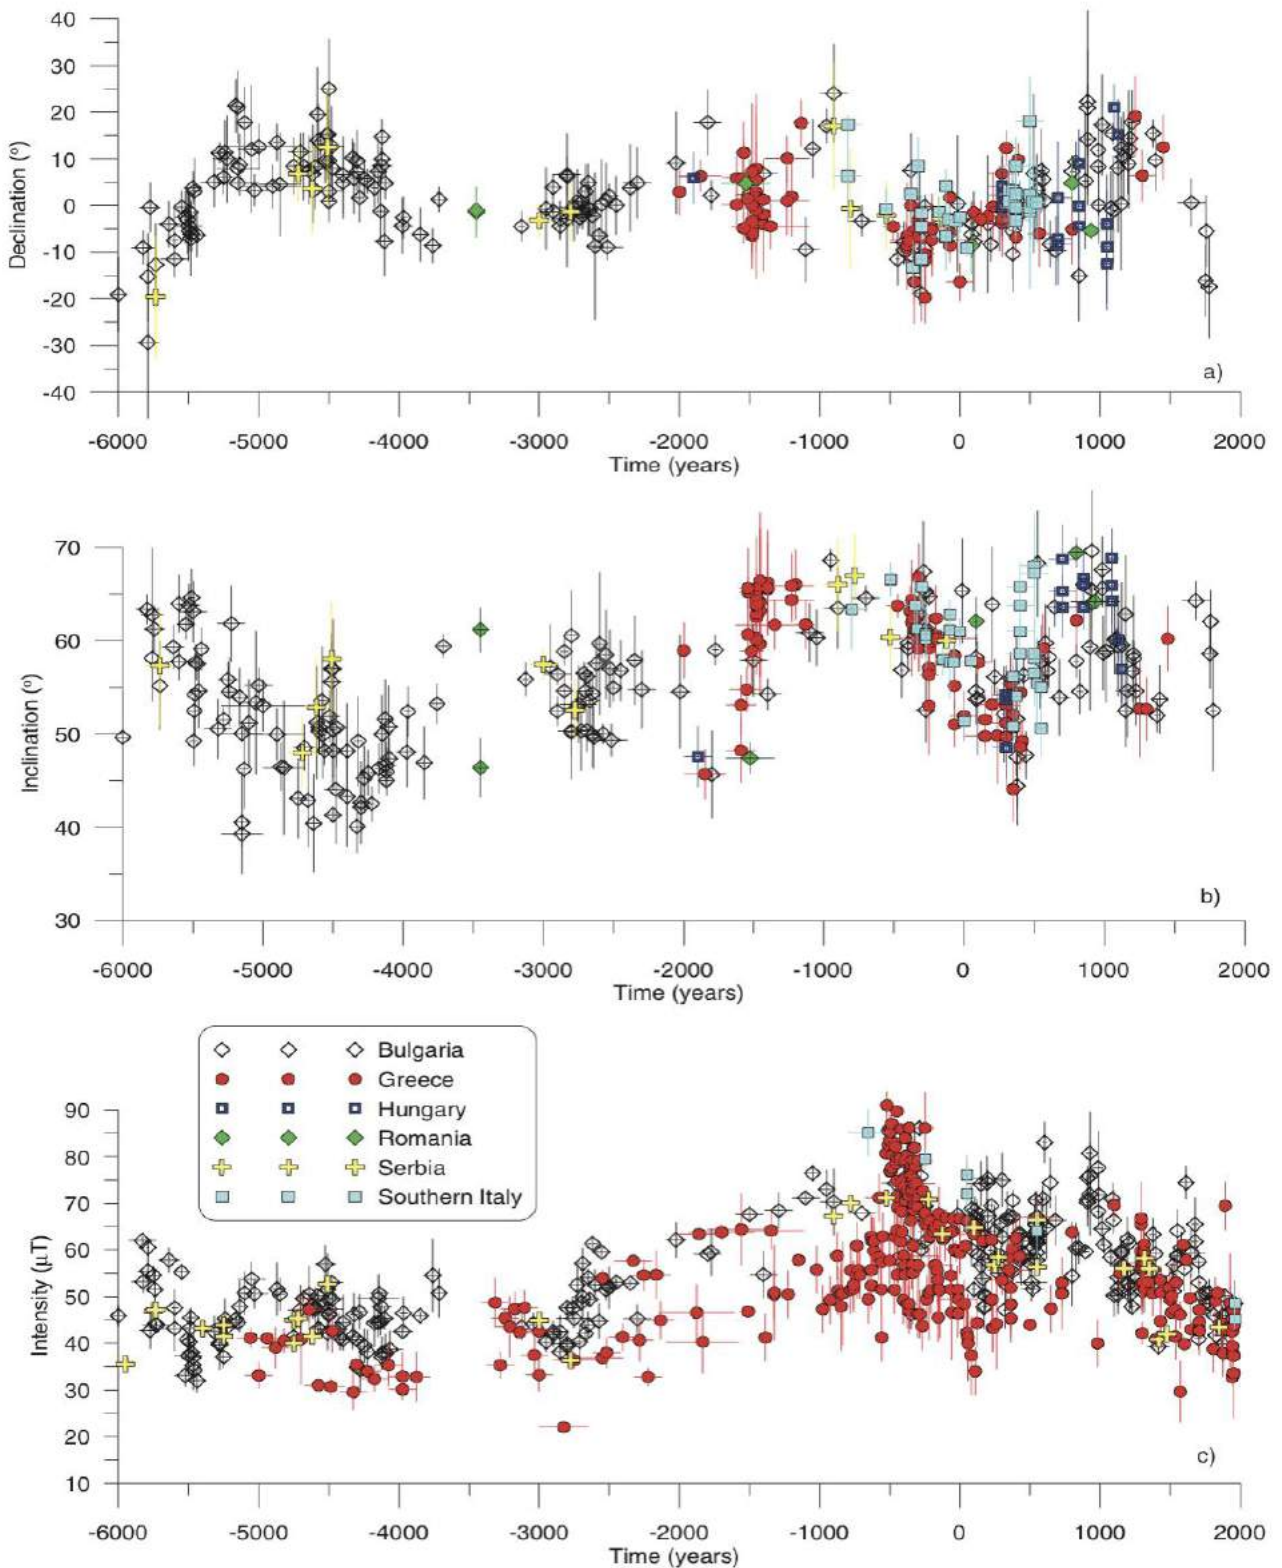 40
30
20
10
0
-10
-20
-30
-40
Declination (º)
a)
-6000 -5000 -4000 -3000 -2000 -1000 0 1000 2000
Time (years)
70
60
50
40
30
Inclination (º)
b)
-6000 -5000 -4000 -3000 -2000 -1000 0 1000 2000
Time (years)
Bulgaria
Greece
Hungary
Romania
Serbia
Southern Italy
90
80
70
60
50
40
30
20
10
Intensity (μT)
c)
-6000 -5000 -4000 -3000 -2000 -1000 0 1000 2000
Time (years)